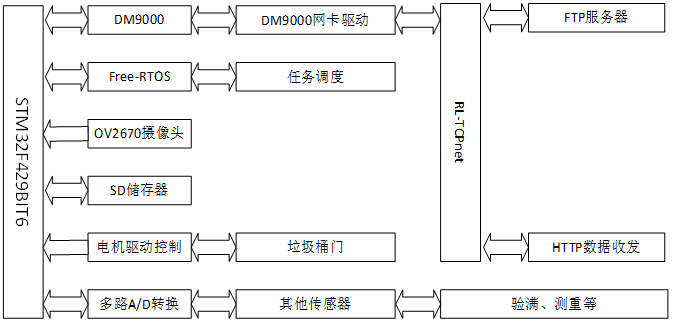 DM9000
DM9000网卡驱动
FTP服务器
Free-RTOS
任务调度
STM32F429BIT6
OV2670摄像头
RL-TCPnet
SD储存器
电机驱动控制
垃圾桶门
HTTP数据收发
多路A/D转换
其他传感器
验满、测重等